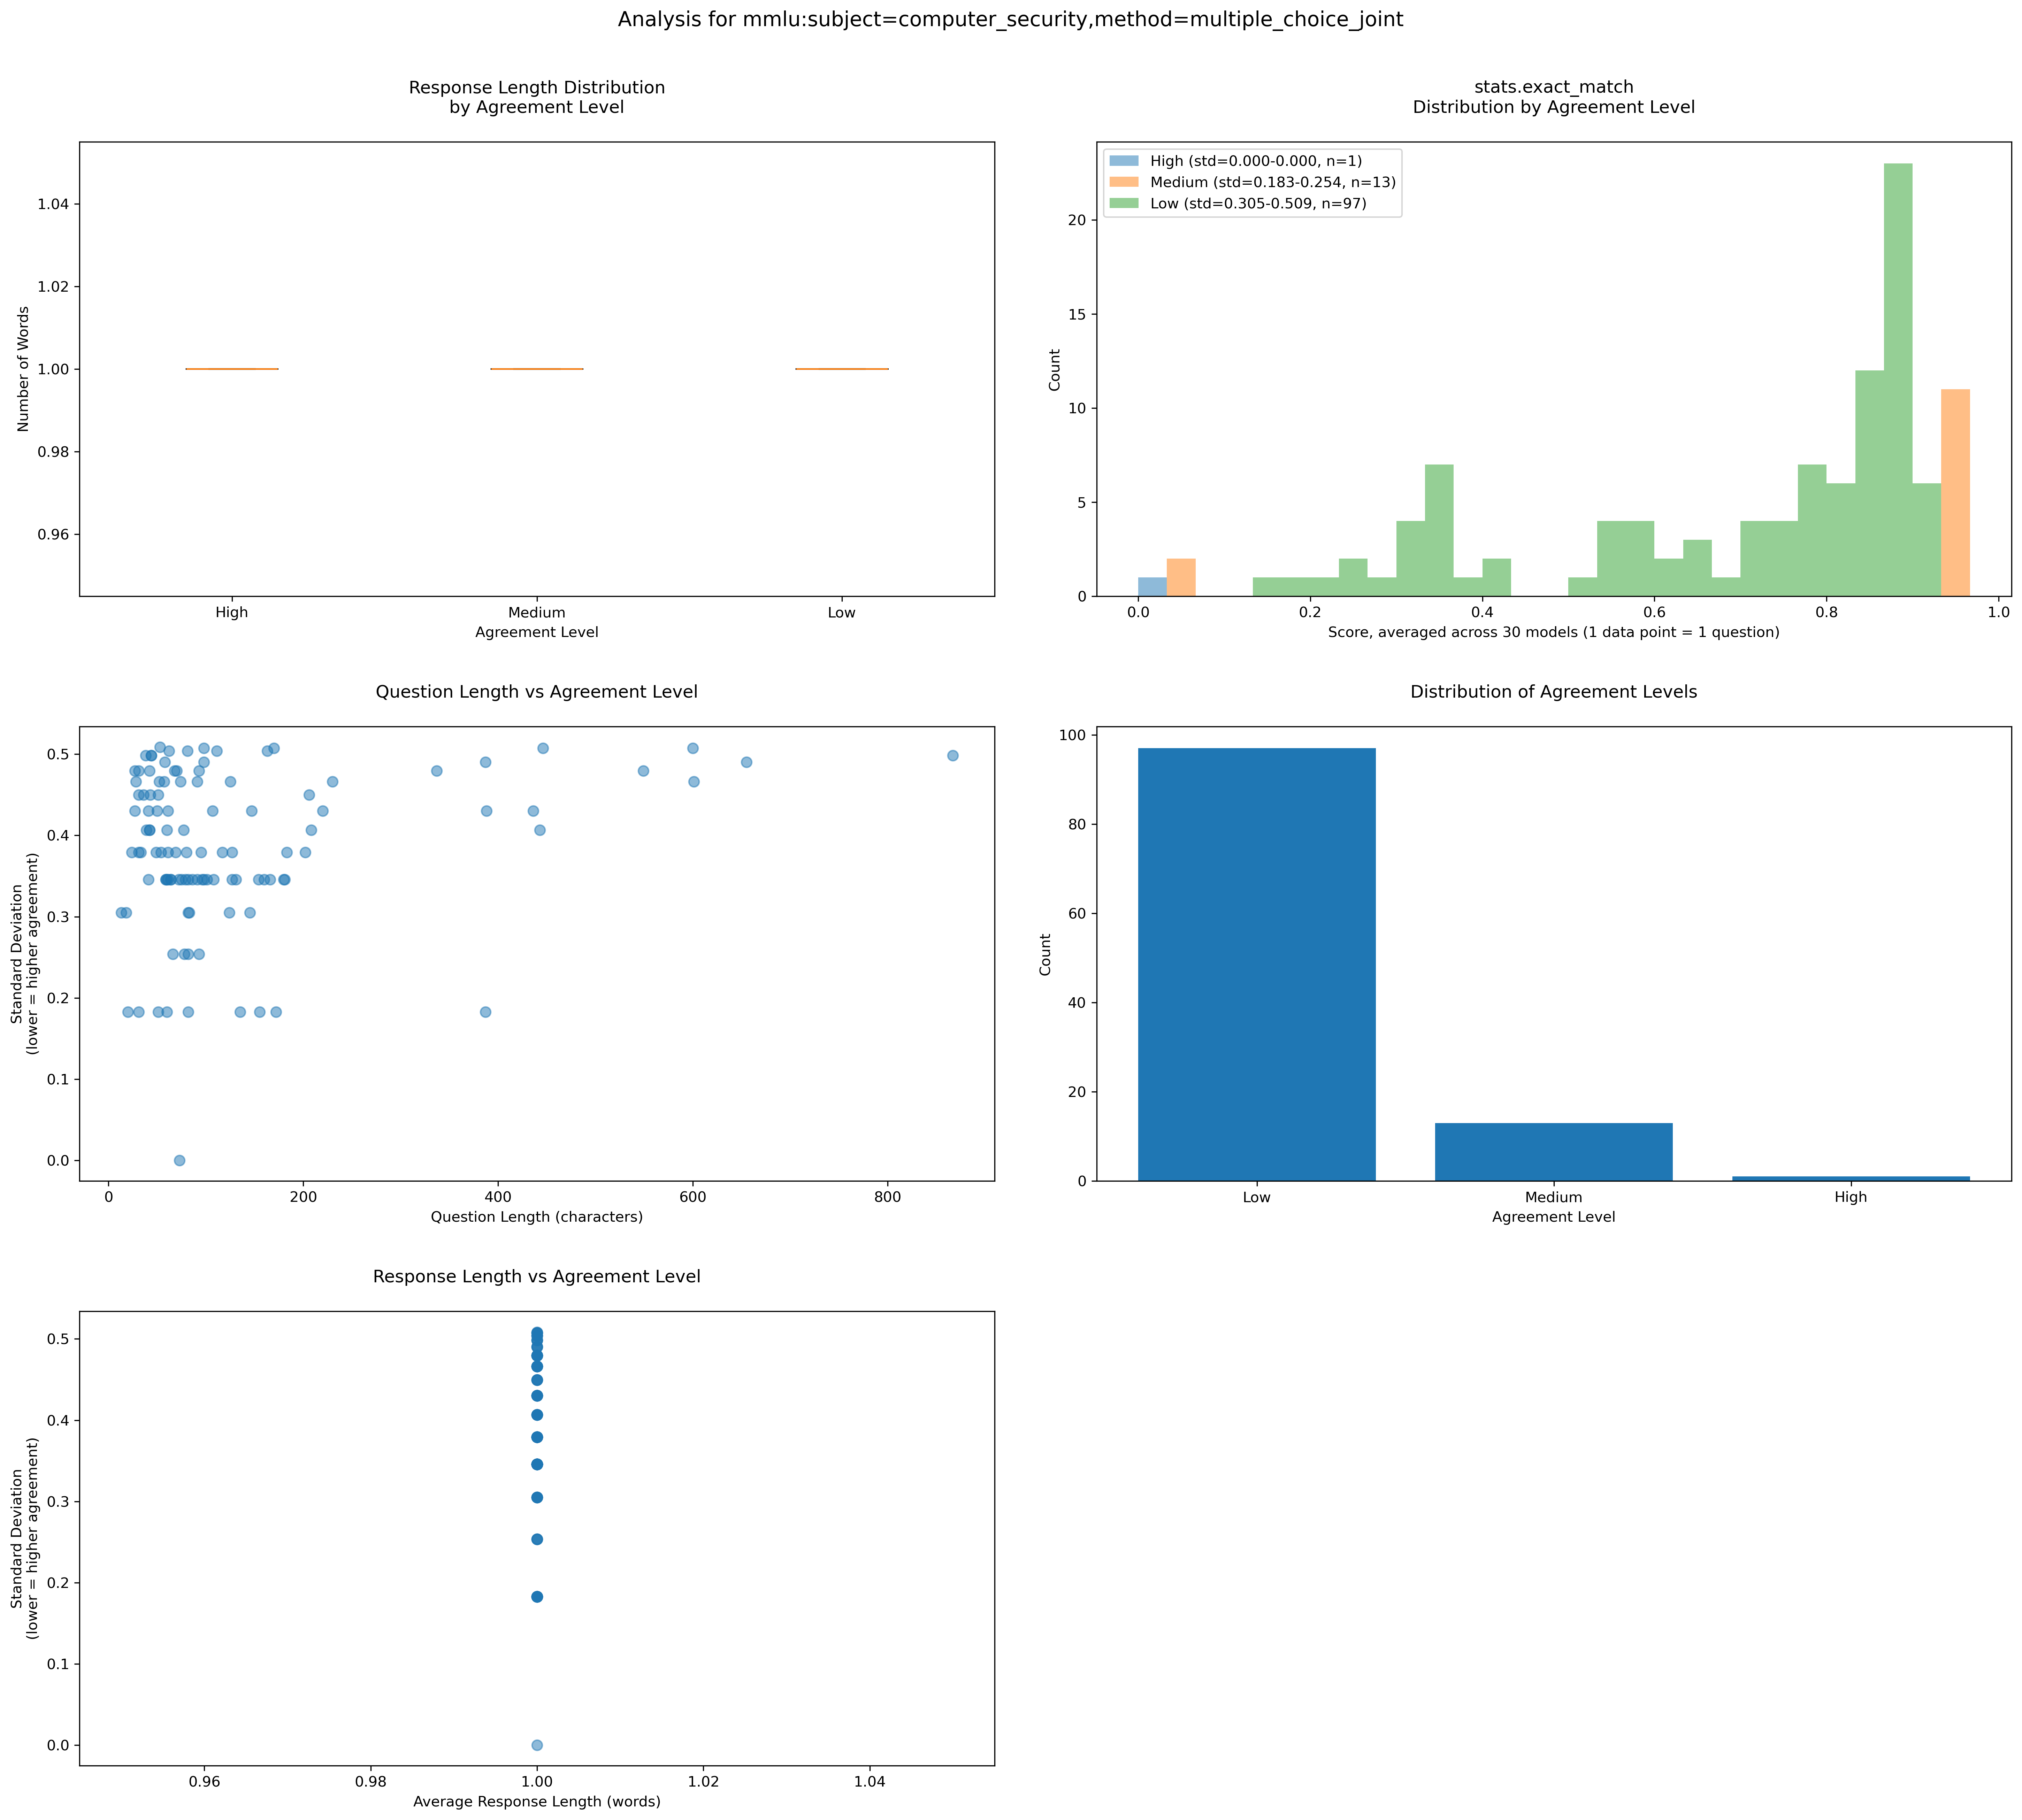 Analysis for mmlu:subject=computer_security,method=multiple_choice_joint
Response Length Distribution
by Agreement Level
Number of Words
1.04
1.02
1.00
0.98
0.96
High
Medium
Low
Agreement Level
stats.exact_match
Distribution by Agreement Level
High (std=0.000-0.000, n=1)
Medium (std=0.183-0.254, n=13)
Low (std=0.305-0.509, n=97)
Count
20
15
10
5
0
0.0
0.2
0.4
0.6
0.8
1.0
Score, averaged across 30 models (1 data point = 1 question)
Question Length vs Agreement Level
Standard Deviation
(lower = higher agreement)
0.5
0.4
0.3
0.2
0.1
0.0
0
200
400
600
800
Question Length (characters)
Distribution of Agreement Levels
Count
100
80
60
40
20
0
Low
Medium
High
Agreement Level
Response Length vs Agreement Level
Standard Deviation
(lower = higher agreement)
0.5
0.4
0.3
0.2
0.1
0.0
0.96
0.98
1.00
1.02
1.04
Average Response Length (words)